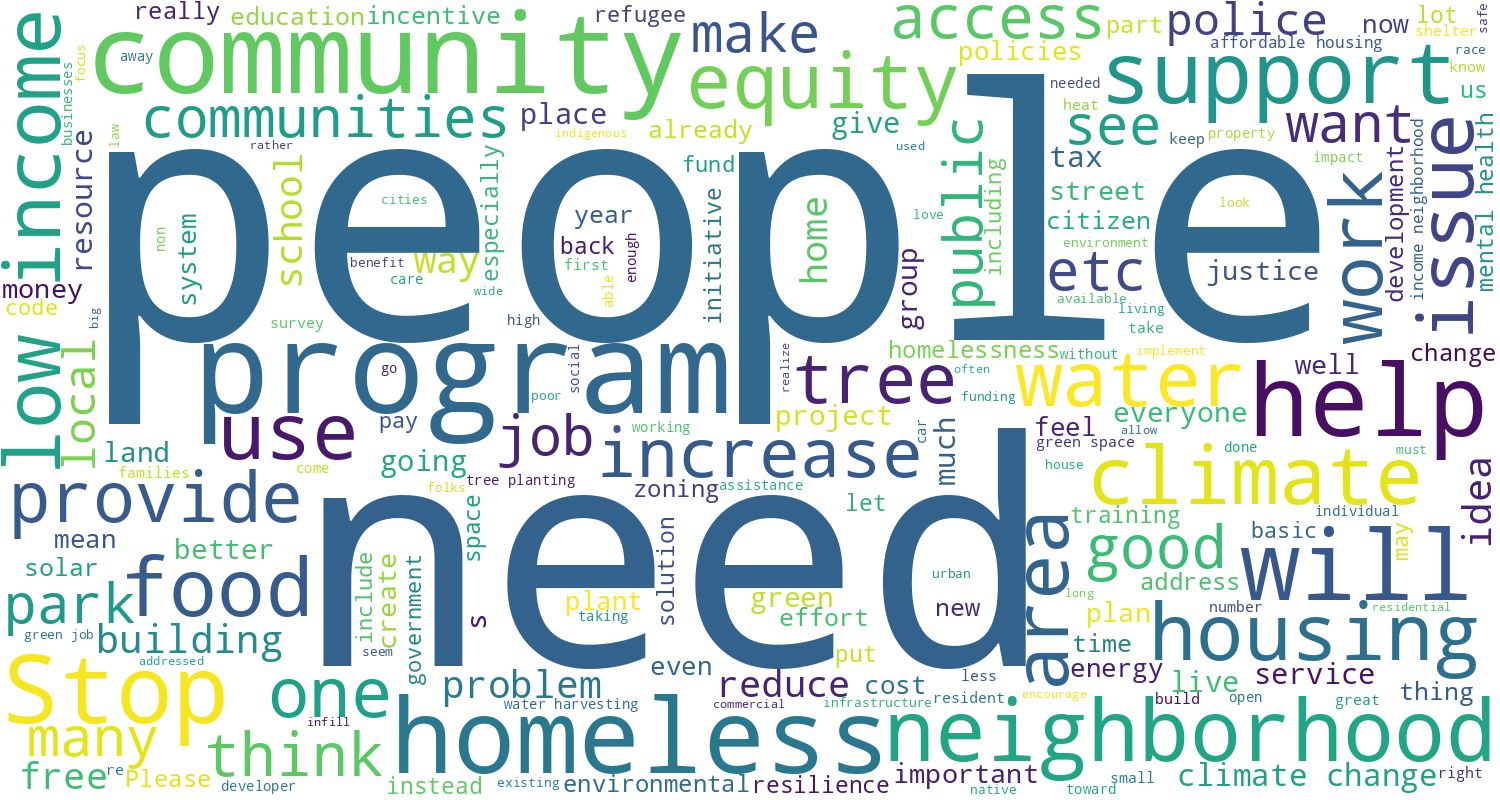 people
need
community
program
homeless
neighborhood
support
help
equity
housing
will
Stop
food
low income
issue
climate
water
increase
access
communities
provide
public
work
area
think
use
tree
job
park
one
make
see
want
etc
good
many
police
school
local
way
home
building
problem
reduce
free
climate change
justice
service
live
energy
environmental
resilience
important
education
incentive
really
refugee
away
focus
businesses
law
resource
money
code
big
rather
place
indigenous
already
give
fund
initiative
especially
system
non
cities
year
back
first
able
enough
benefit
care
wide
high
survey
go
poor
social
realize
love
used
group
including
policies
part
now
lot
shelter
safe
affordable housing
race
know
us
needed
heat
keep
property
tax
street
citizen
environment
look
impact
development
income neighborhood
mental health
available
living
take
homelessness
without
implement
often
funding
well
change
everyone
project
feel
green space
allow
car
much
house
done
must
pay
going
working
land
families
come
folks
tree planting
zoning
assistance
let
idea
training
basic
individual
may
address
long
number
residential
plan
time
mean
better
solar
green job
addressed
include
create
government
space
s
seem
plant
taking
solution
green
effort
urban
new
put
even
cost
less
resident
encourage
thing
build
open
great
water harvesting
commercial
infrastructure
infill
re
Please
developer
instead
existing
native
toward
small
right